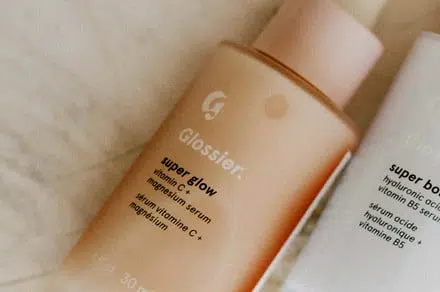 Glossier.
super glow
vitamin C +
magnesium serum
sérum vitamine C +
magnésium
30
super bo
hyaluronic acid
vitamin B5 seru
sérum acide
hyaluronique +
vitamine B5